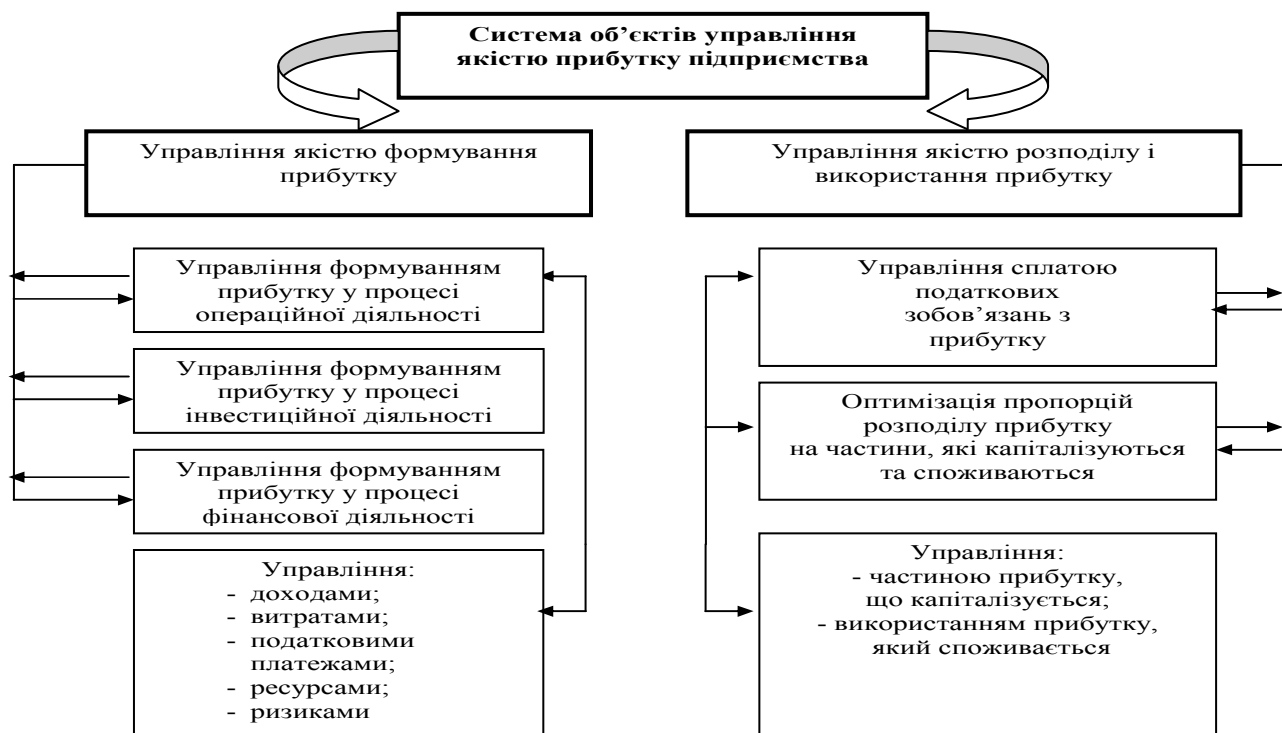 Система об’єктів управління
якістю прибутку підприємства
Управління якістю формування
прибутку
Управління формуванням
прибутку у процесі
операційної діяльності
Управління формуванням
прибутку у процесі
інвестиційної діяльності
Управління формуванням
прибутку у процесі
фінансової діяльності
Управління:
- доходами;
- витратами;
- податковими
платежами;
- ресурсами;
- ризиками
Управління якістю розподілу і
використання прибутку
Управління сплатою
податкових
зобов’язань з
прибутку
Оптимізація пропорцій
розподілу прибутку
на частини, які капіталізуються
та споживаються
Управління:
- частиною прибутку,
що капіталізується;
- використанням прибутку,
який споживається